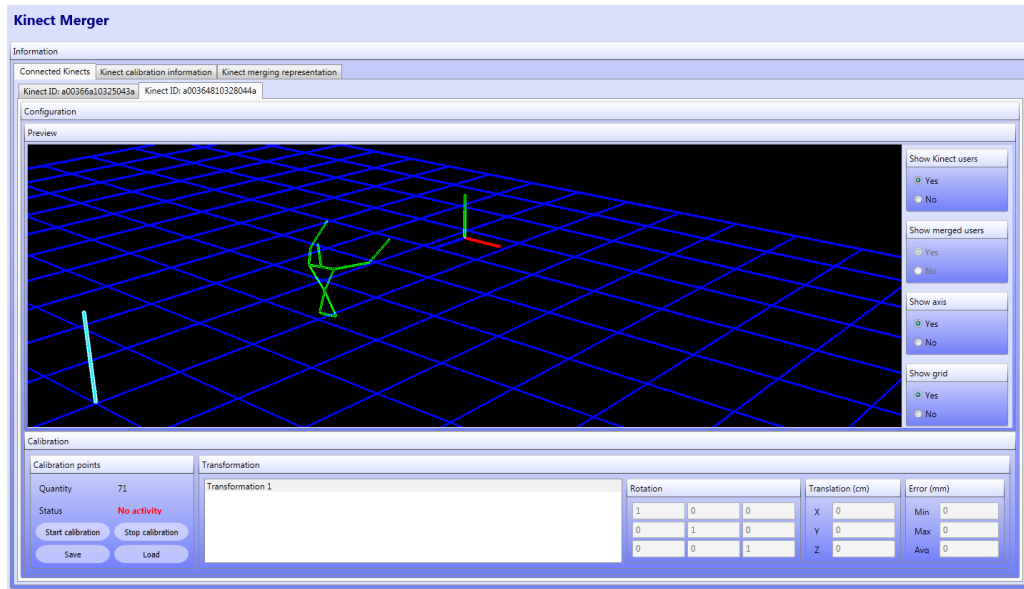 Kinect Merger
Information
Connected Kinects Kinect calibration information Kinect merging representation
Kinect ID: a00366a10325043a Kinect ID: a00364810328044a
Configuration
Preview
Show Kinect users
Yes
No
Show merged users
Yes
No
Show axis
Yes
No
Show grid
Yes
No
Calibration
Calibration points
Quantity 71
Status No activity
Start calibration Stop calibration
Save Load
Transformation
Transformation 1
Rotation
1 0 0
0 1 0
0 0 1
Translation (cm)
X 0
Y 0
Z 0
Error (mm)
Min 0
Max 0
Avg 0